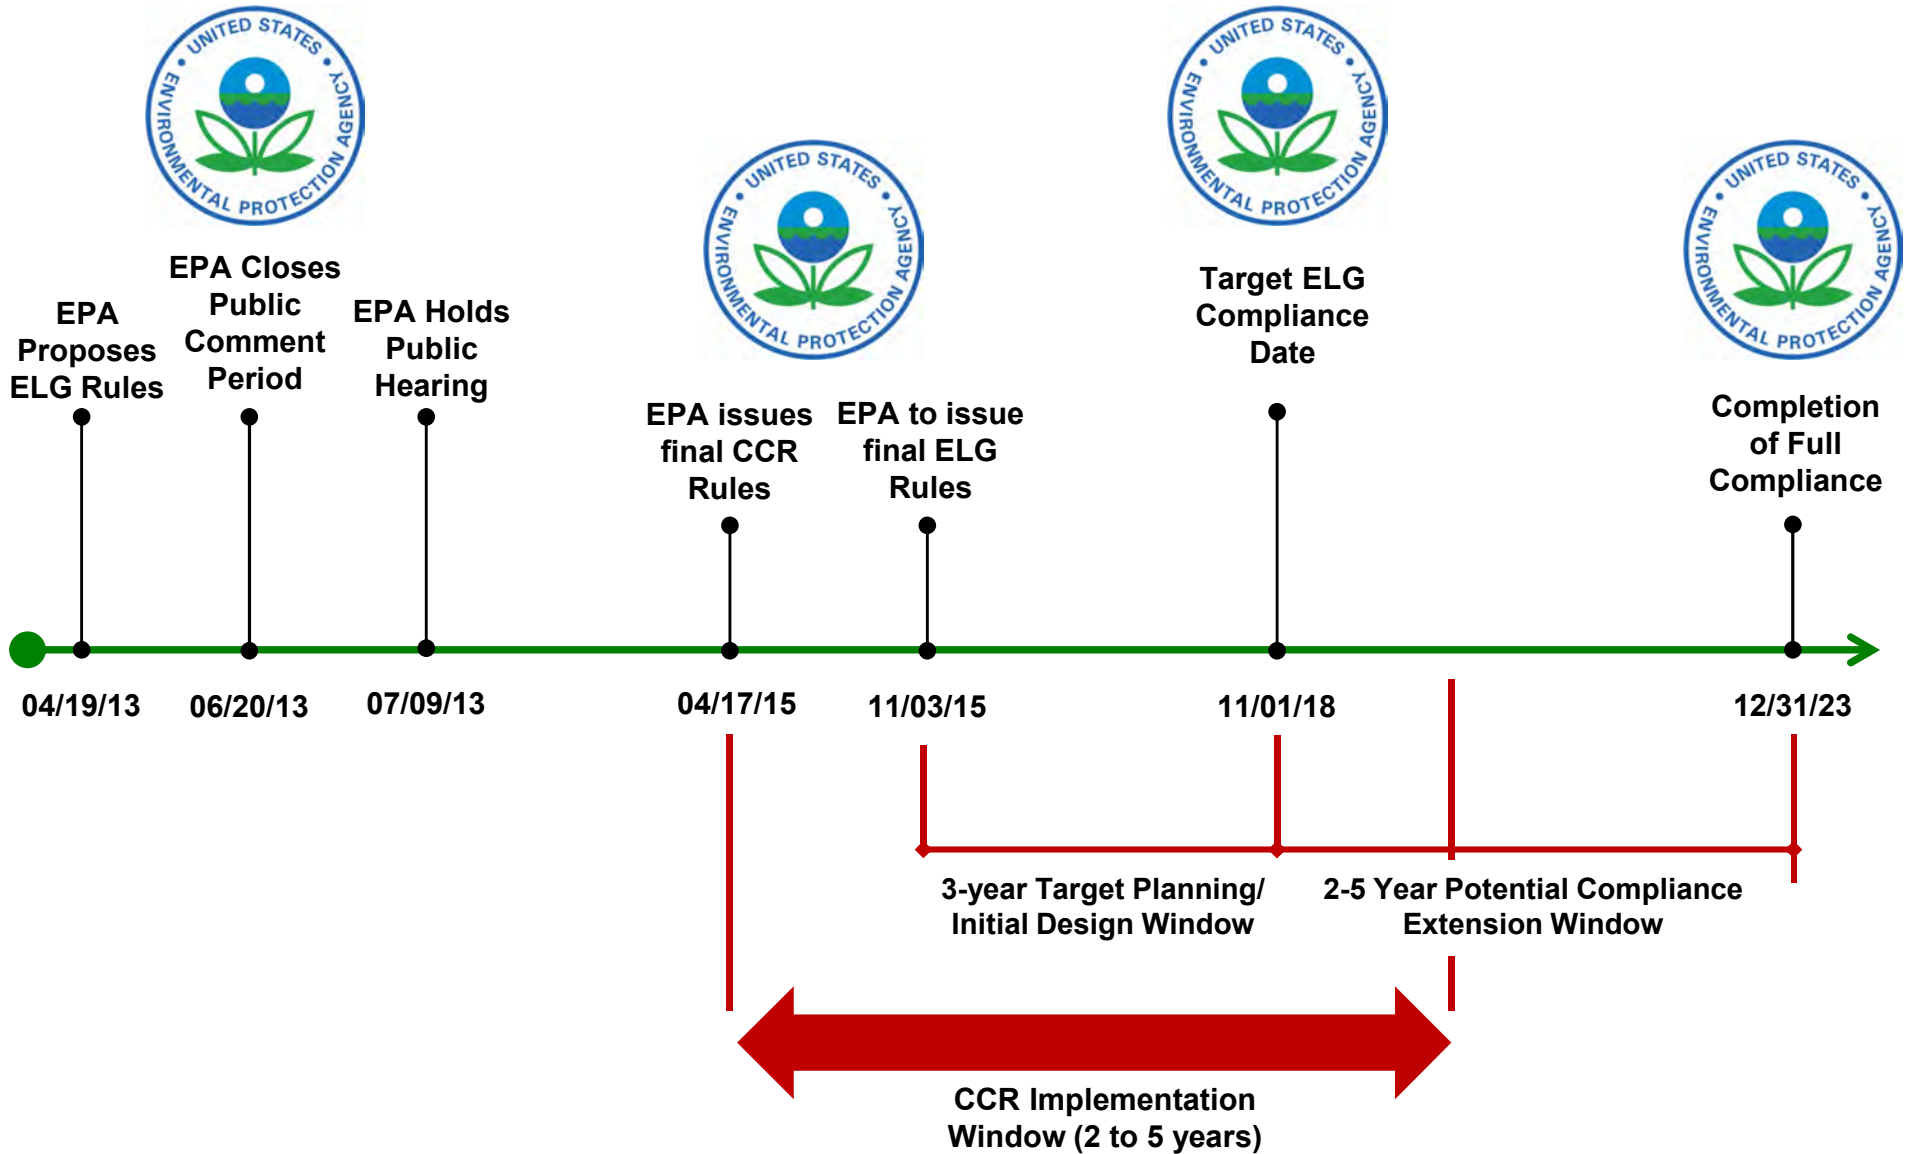 UNITED STATES
ENVIRONMENTAL PROTECTION AGENCY
UNITED STATES
ENVIRONMENTAL PROTECTION AGENCY
UNITED STATES
ENVIRONMENTAL PROTECTION AGENCY
UNITED STATES
ENVIRONMENTAL PROTECTION AGENCY
EPA
Proposes
ELG Rules
EPA Closes
Public
Comment
Period
EPA Holds
Public
Hearing
EPA issues
final CCR
Rules
EPA to issue
final ELG
Rules
Target ELG
Compliance
Date
Completion
of Full
Compliance
04/19/13
06/20/13
07/09/13
04/17/15
11/03/15
11/01/18
12/31/23
3-year Target Planning/
Initial Design Window
2-5 Year Potential Compliance
Extension Window
CCR Implementation
Window (2 to 5 years)